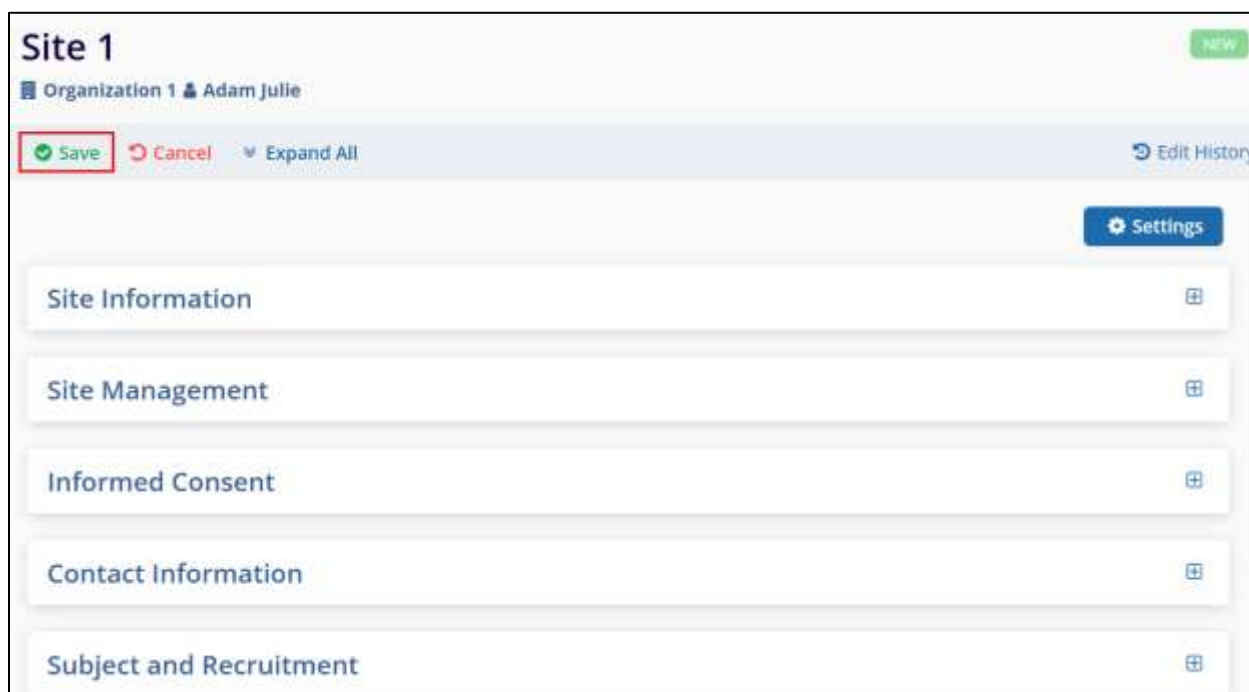 Site 1
NEW
Organization 1 Adam Julie
Save Cancel Expand All Edit History
Settings
Site Information
Site Management
Informed Consent
Contact Information
Subject and Recruitment